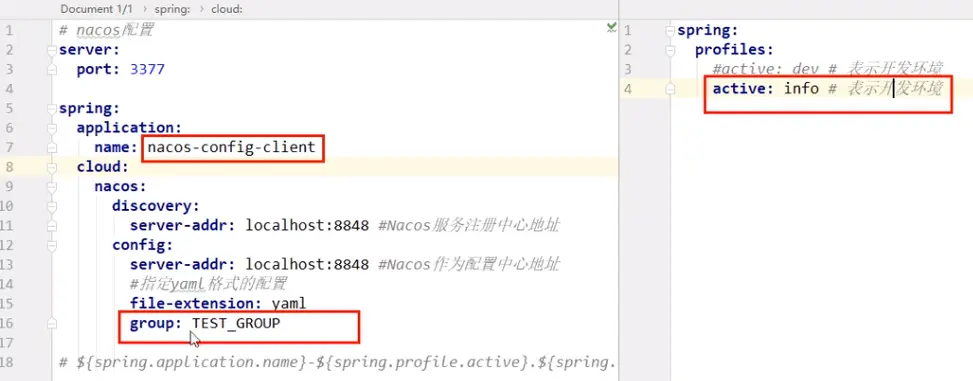 Document 1/1 spring: cloud:
1 # nacos配置
2 server:
3 port: 3377
4
5 spring:
6 application:
7 name: nacos-config-client
8 cloud:
9 nacos:
10 discovery:
11 server-addr: localhost:8848 #Nacos服务注册中心地址
12 config:
13 server-addr: localhost:8848 #Nacos作为配置中心地址
14 #指定yaml格式的配置
15 file-extension: yaml
16 group: TEST_GROUP
17
18 # ${spring.application.name}-${spring.profile.active}.${spring.
1 spring:
2 profiles:
3 #active: dev # 表示开发环境
4 active: info # 表示开发环境